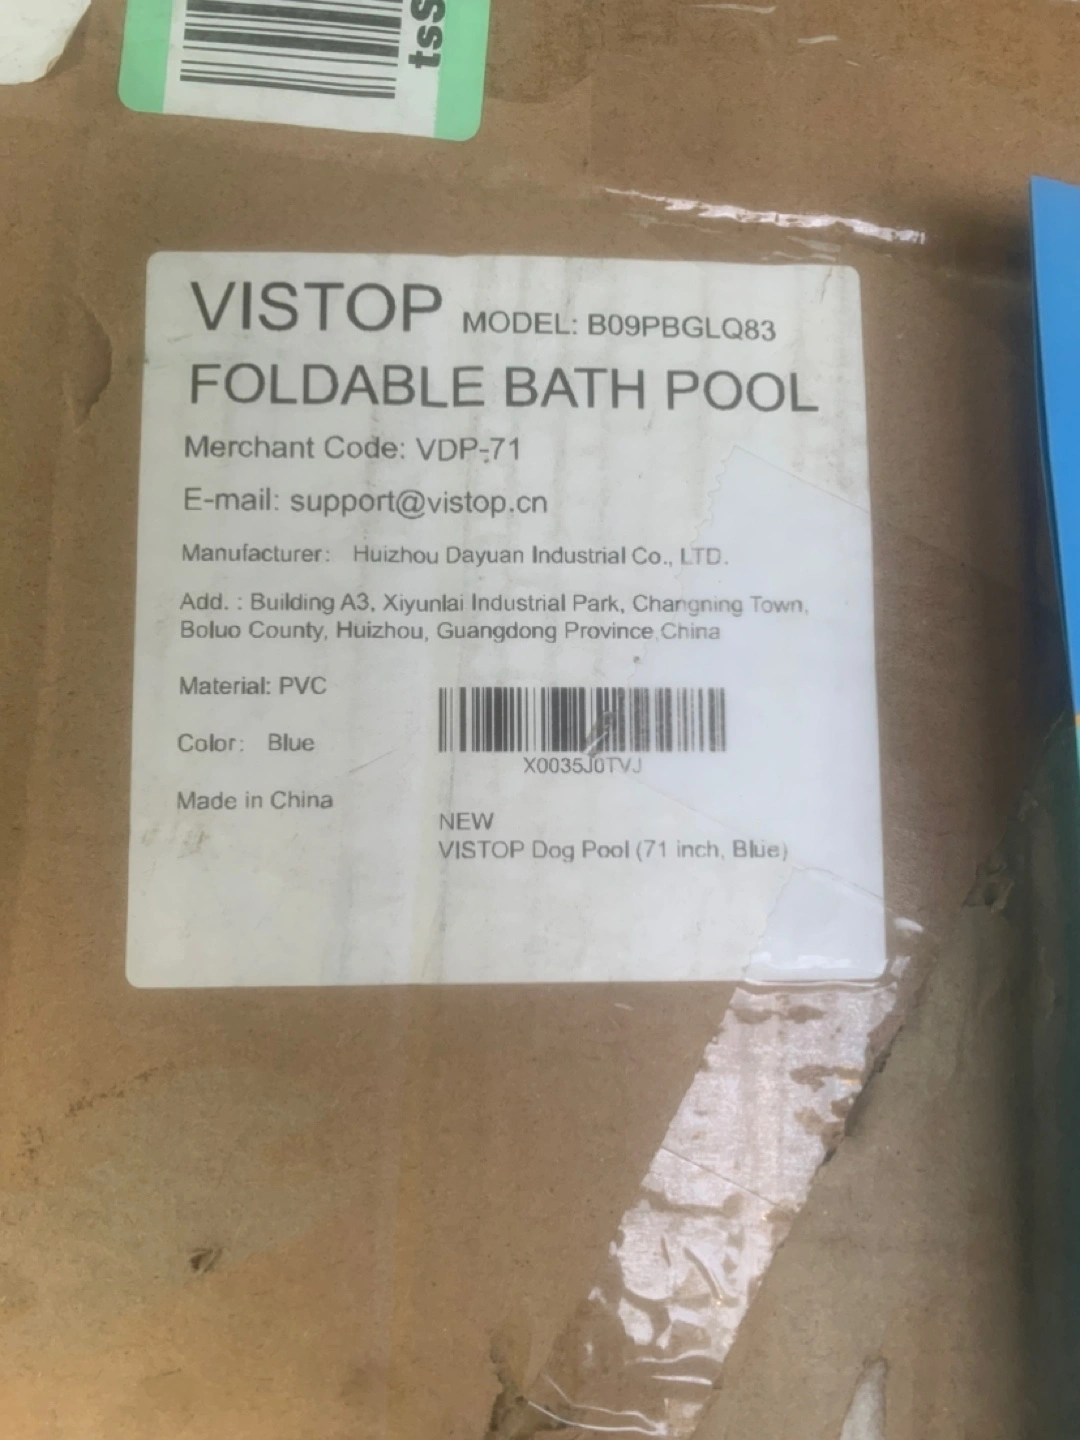 tsS
VISTOP MODEL: B09PBGLQ83
FOLDABLE BATH POOL
Merchant Code: VDP-71
E-mail: support@vistop.cn
Manufacturer: Huizhou Dayuan Industrial Co., LTD.
Add. : Building A3, Xiyunlai Industrial Park, Changning Town,
Boluo County, Huizhou, Guangdong Province,China
Material: PVC
Color: Blue
Made in China
X0035J0TVJ
NEW
VISTOP Dog Pool (71 inch, Blue)